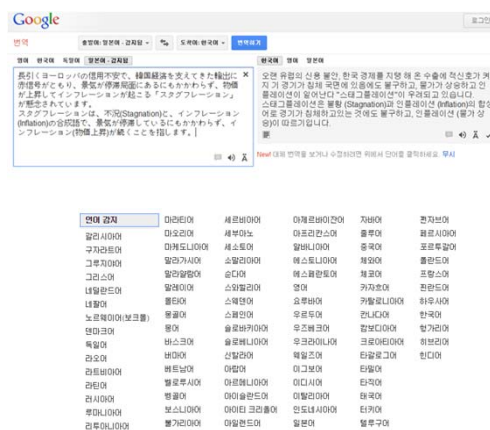 Google
로그인
번역
출발어: 일본어 - 감지됨
도착어: 한국어
번역하기
영어 한국어 독일어 일본어 - 감지됨
한국어 영어 일본어
長引くヨーロッパの信用不安で、韓国経済を支えてきた輸出に
赤信号がともり、景気が停滞局面にあるにもかかわらず、物価
が上昇してインフレーションが起こる「スタグフレーション」
が懸念されています。
スタグフレーションは、不況(Stagnation)と、インフレーション
(Inflation)の合成語で、景気が停滞しているにもかかわらず、イ
ンフレーション(物価上昇)が続くことを指します。
오랜 유럽의 신용 불안, 한국 경제를 지탱 해 온 수출에 적신호가 켜
지 기 경기가 침체 국면에 있음에도 불구하고, 물가가 상승하고 인
플레이션이 일어난다 "스태그플레이션"이 우려되고 있습니다.
스태그플레이션은 불황 (Stagnation)과 인플레이션 (Inflation)의 합성
어로 경기가 침체하고있는 것에도 불구하고, 인플레이션 (물가 상
승)이 따르기입니다.
New! 대체 번역을 보거나 수정하려면 위에서 단어를 클릭하세요. 무시
언어 감지 마라티어 세르비아어 아제르바이잔어 자바어 펀자브어
갈리시아어 마오리어 세부아노 아프리칸스어 줄루어 페르시아어
구자라트어 마케도니아어 세소토어 알바니아어 중국어 포르투갈어
그루지야어 말라가시어 소말리아어 에스토니아어 체와어 폴란드어
그리스어 말라얄람어 순다어 에스페란토어 체코어 프랑스어
네덜란드어 말레이어 스와힐리어 영어 카자흐어 핀란드어
네팔어 몰타어 스웨덴어 요루바어 카탈로니아어 하우사어
노르웨이어(보크몰) 몽골어 스페인어 우르두어 칸나다어 한국어
덴마크어 몽어 슬로바키아어 우즈베크어 캄보디아어 헝가리어
독일어 바스크어 슬로베니아어 우크라이나어 크로아티아어 히브리어
라오어 버마어 신할라어 웨일즈어 타갈로그어 힌디어
라트비아어 베트남어 아랍어 이그보어 타밀어
라틴어 벨로루시어 아르메니아어 이디시어 타직어
러시아어 벵골어 아이슬란드어 이탈리아어 태국어
루마니아어 보스니아어 아이티 크리올어 인도네시아어 터키어
리투아니아어 불가리아어 아일랜드어 일본어 텔루구어